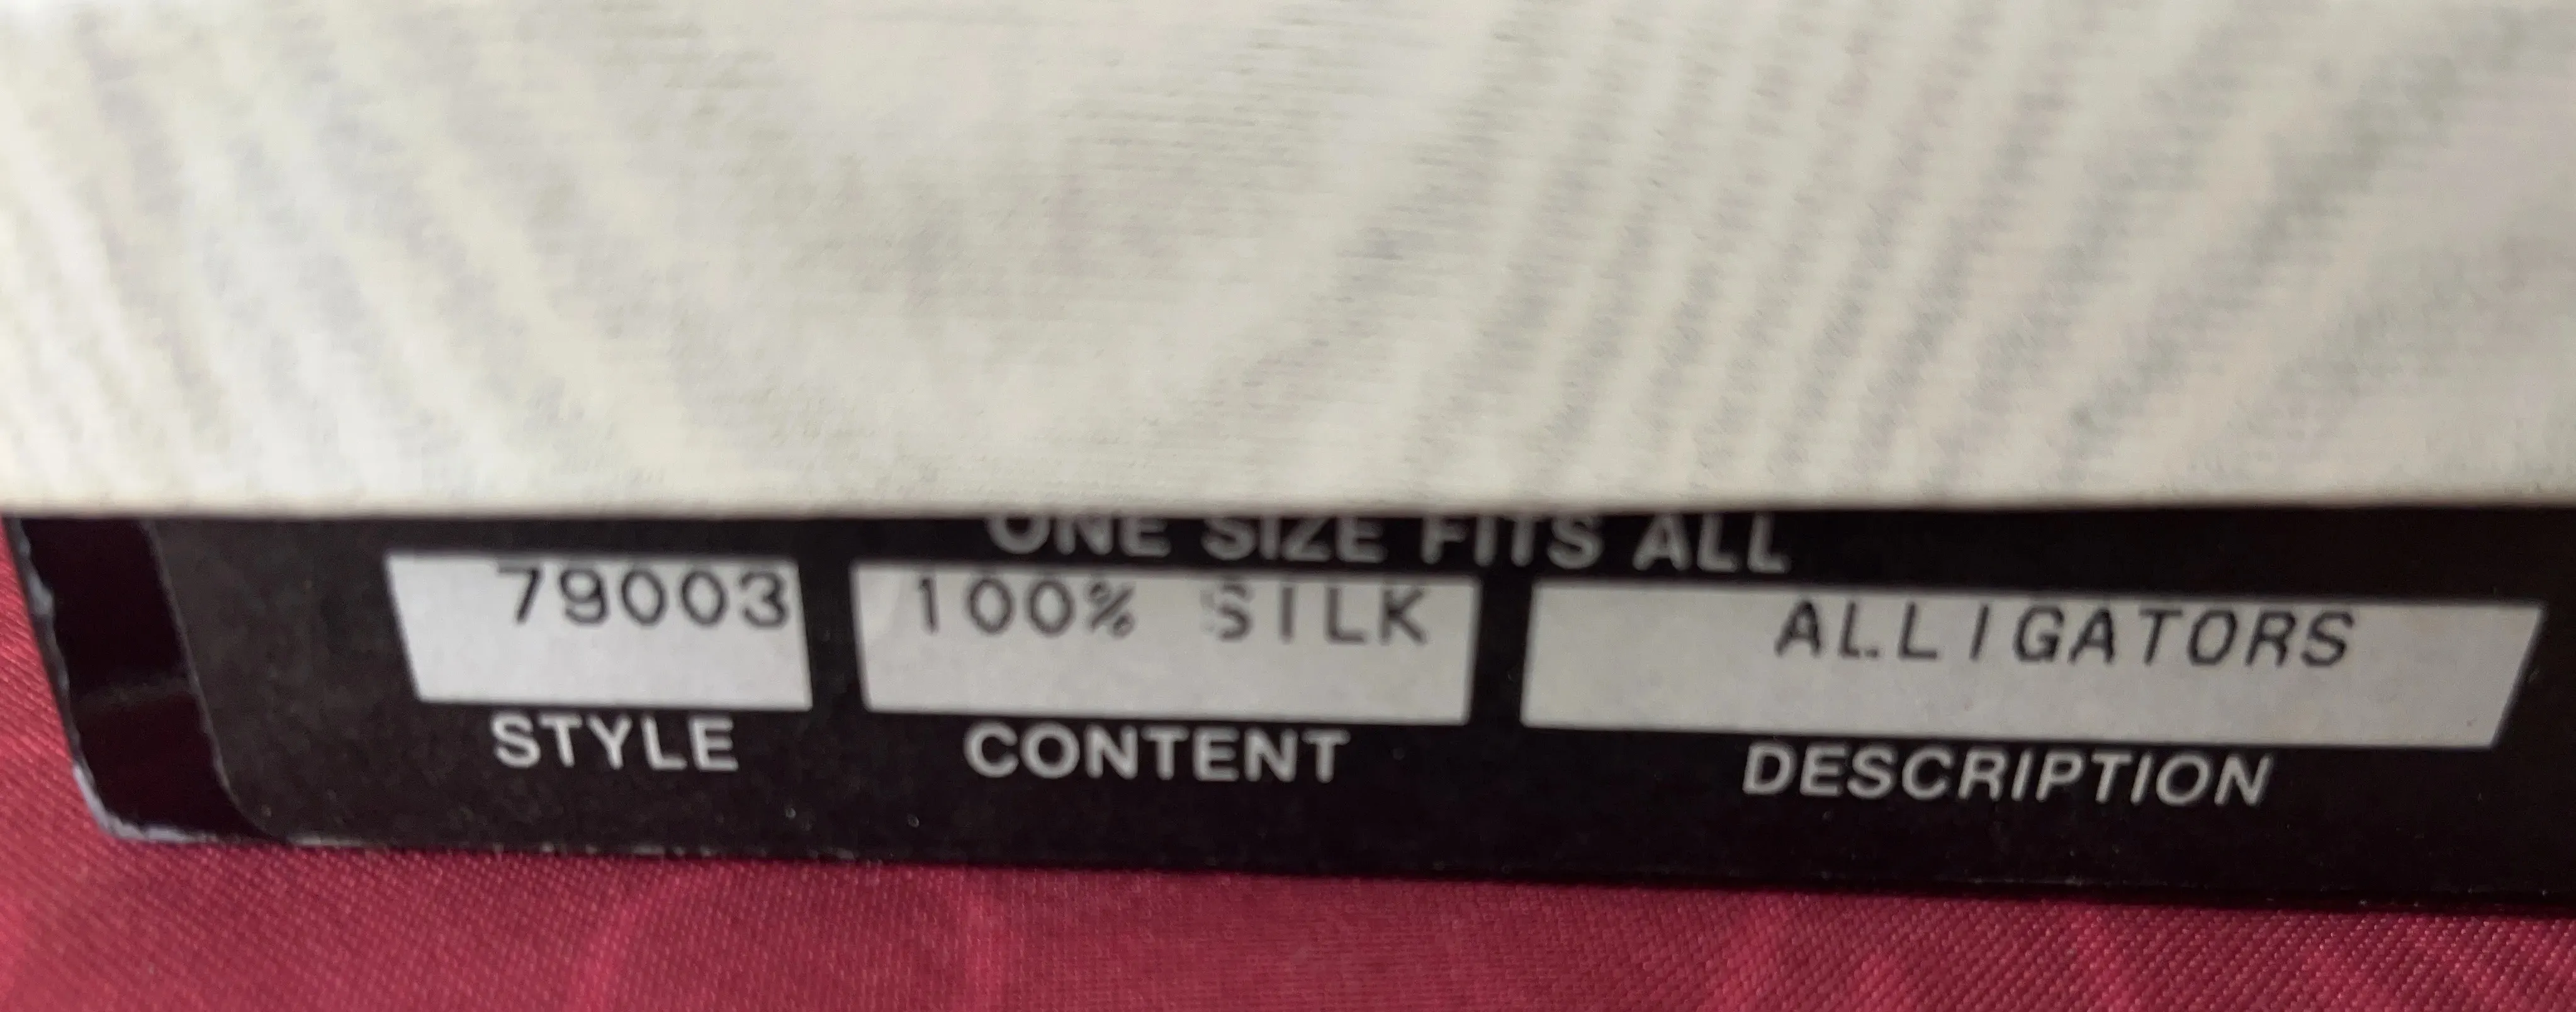 ONE SIZE FITS ALL
79003 100% SILK ALLIGATORS
STYLE CONTENT DESCRIPTION